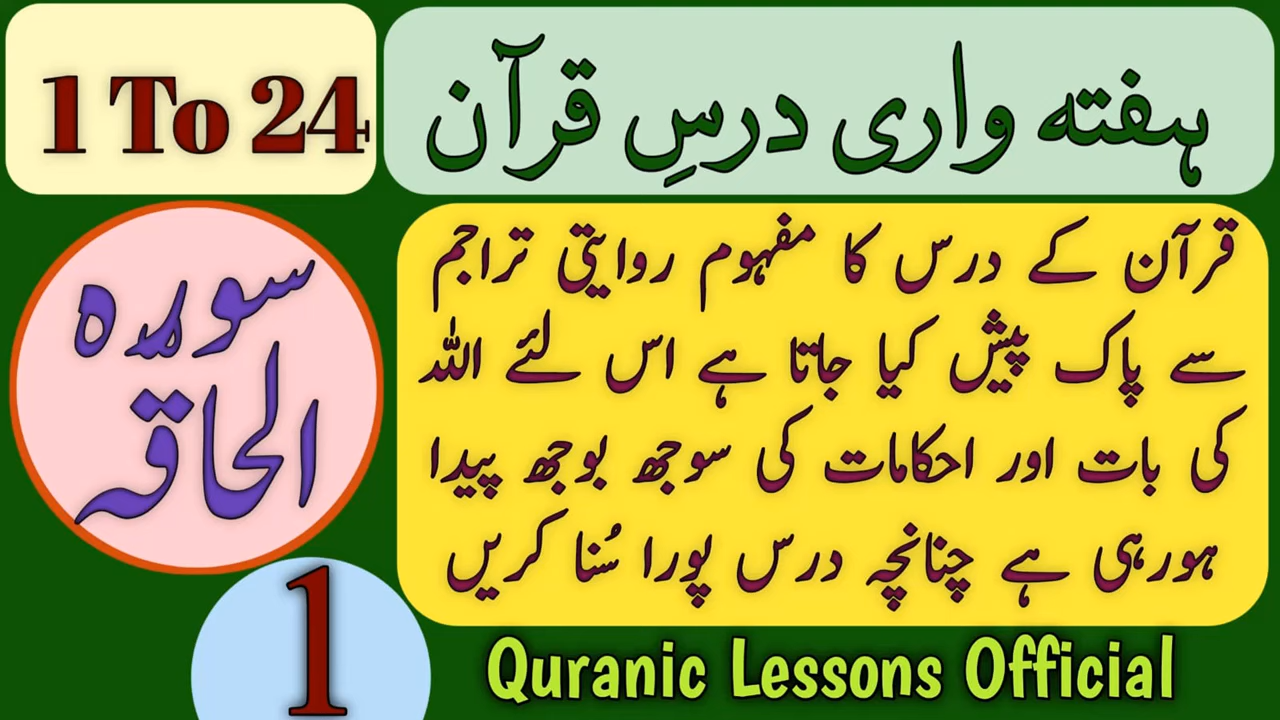 1 To 24
ہفتہ واری درسِ قرآن
قرآن کے درس کا مفہوم روایتی تراجم
سے پاک پیش کیا جاتا ہے اس لئے اللہ
کی بات اور احکامات کی سوجھ بوجھ پیدا
ہورہی ہے چنانچہ درس پورا سُنا کریں
سورہ
الحاقہ
1
Quranic Lessons Official